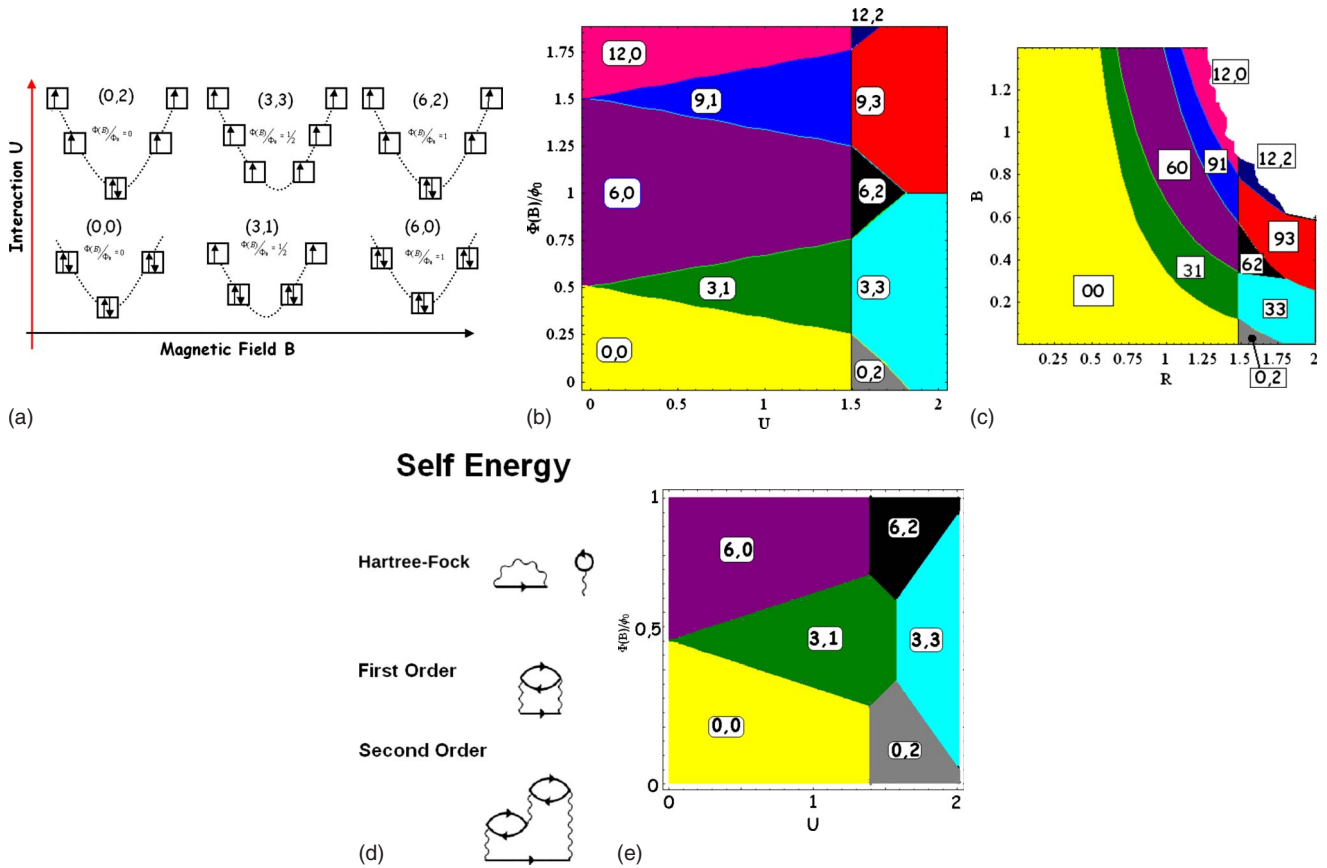 Interaction U
(0,2)
Φ(B)/Φ₀ = 0
(3,3)
Φ(B)/Φ₀ = 1/2
(6,2)
Φ(B)/Φ₀ = 1
(0,0)
Φ(B)/Φ₀ = 0
(3,1)
Φ(B)/Φ₀ = 1/2
(6,0)
Φ(B)/Φ₀ = 1
Magnetic Field B
(a)
12,2
Φ(B)/ϕ₀
1.75
1.5
1.25
1
0.75
0.5
0.25
0
12,0
9,1
9,3
6,0
6,2
3,1
3,3
0,0
0,2
0 0.5 1 1.5 2
U
(b)
B
1.2
1
0.8
0.6
0.4
0.2
12,0
12,2
60
91
93
62
31
33
00
0,2
0.25 0.5 0.75 1 1.25 1.5 1.75 2
R
(c)
Self Energy
Hartree-Fock
First Order
Second Order
(d)
Φ(B)/ϕ₀
1
0,5
0
6,0
6,2
3,1
3,3
0,0
0,2
0 1 2
U
(e)